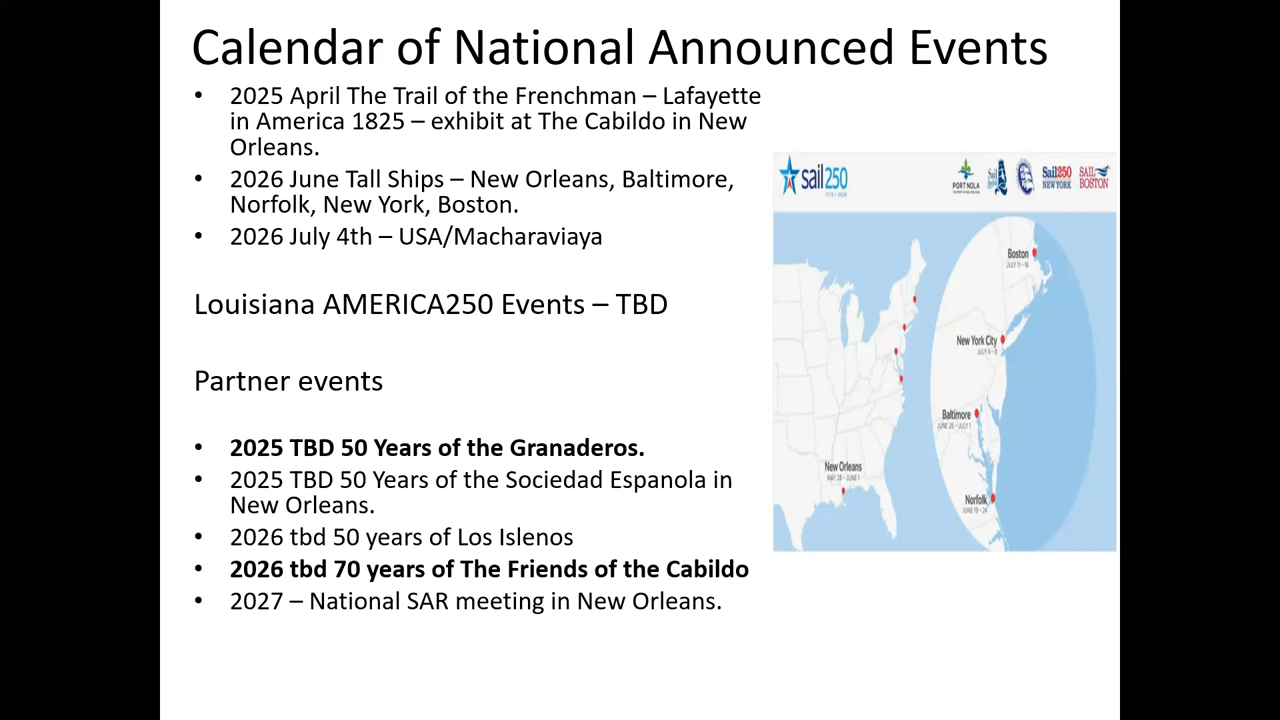 Calendar of National Announced Events
• 2025 April The Trail of the Frenchman – Lafayette
in America 1825 – exhibit at The Cabildo in New
Orleans.
• 2026 June Tall Ships – New Orleans, Baltimore,
Norfolk, New York, Boston.
• 2026 July 4th – USA/Macharaviaya
Louisiana AMERICA250 Events – TBD
Partner events
• 2025 TBD 50 Years of the Granaderos.
• 2025 TBD 50 Years of the Sociedad Espanola in
New Orleans.
• 2026 tbd 50 years of Los Islenos
• 2026 tbd 70 years of The Friends of the Cabildo
• 2027 – National SAR meeting in New Orleans.
sail250
PORT NOLA
Sail250
NEW YORK
SAIL
BOSTON
Boston
New York City
Baltimore
JUNE 25 - JULY 1
New Orleans
Norfolk